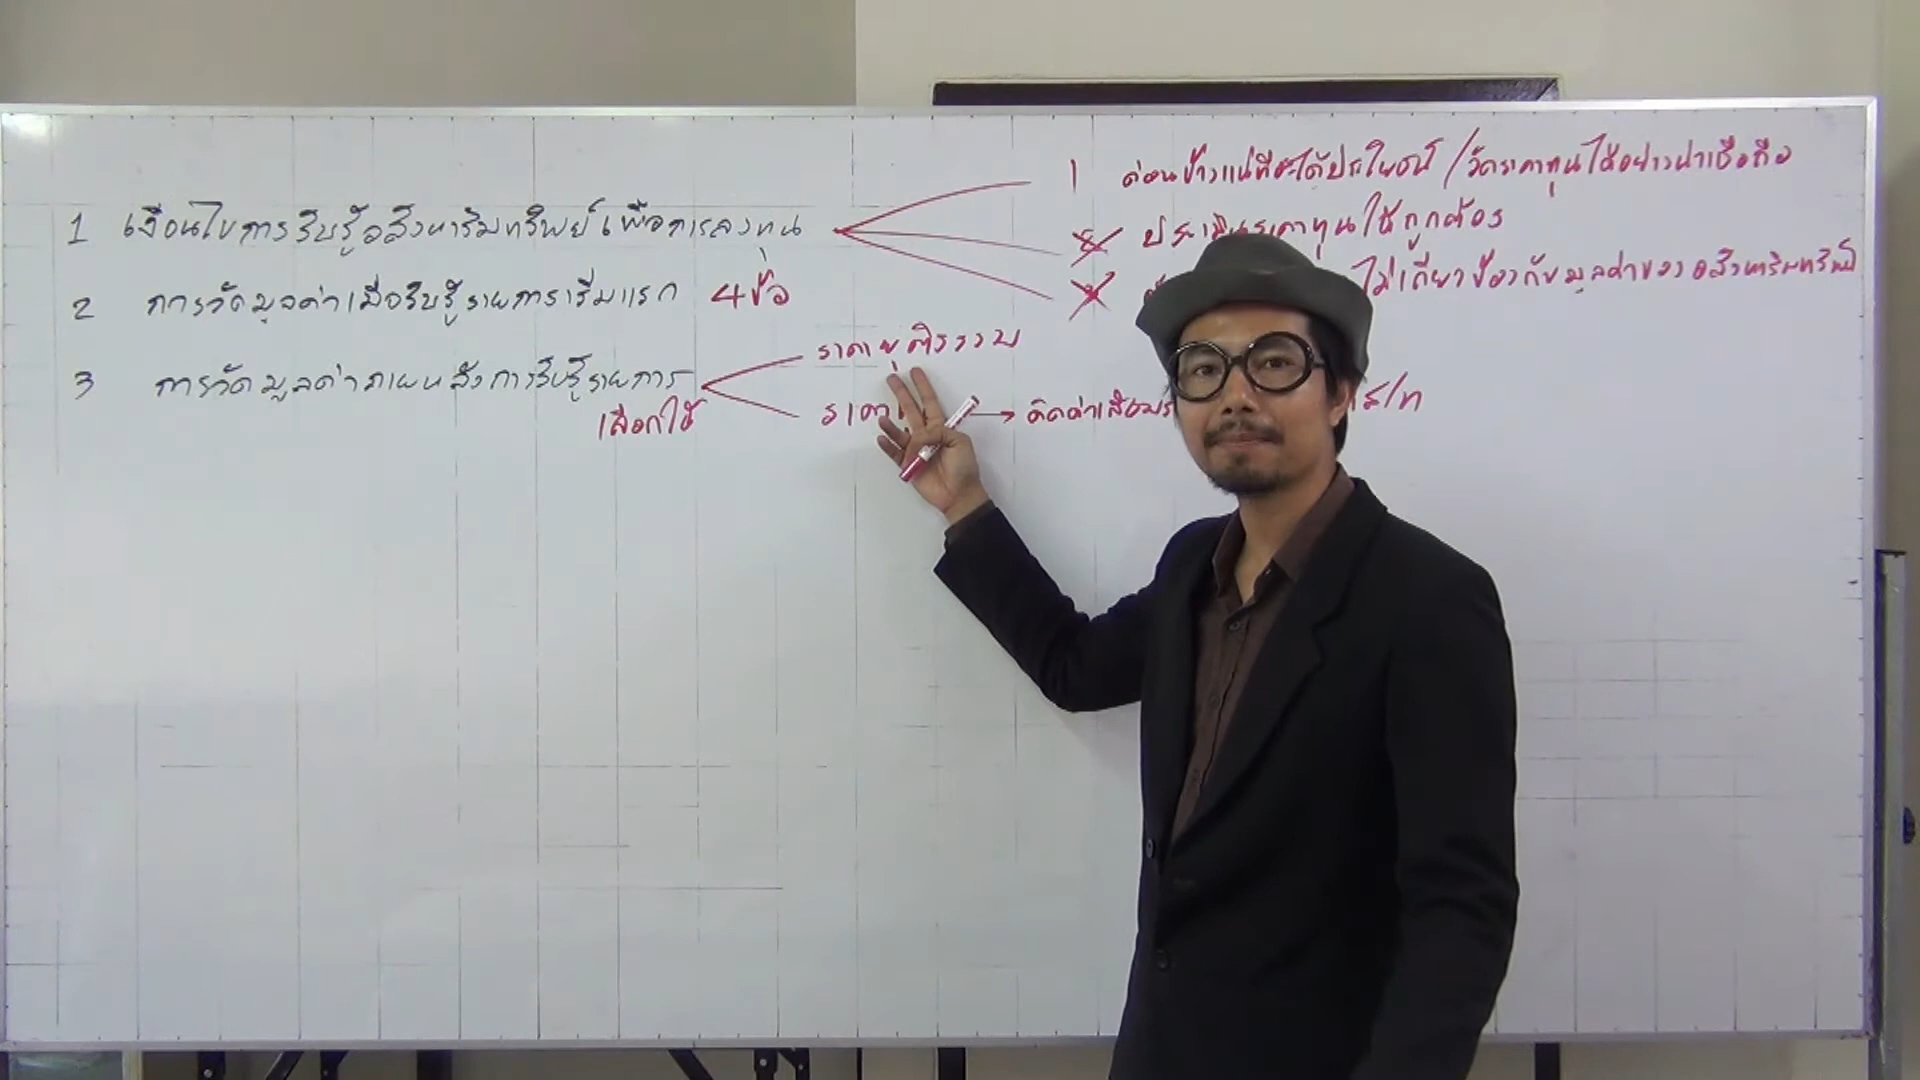 1 เงื่อนไขการรับรู้อสังหาริมทรัพย์เพื่อการลงทุน
1 ค่อนข้างแน่ที่จะได้ประโยชน์ / วัดราคาทุนได้อย่างน่าเชื่อถือ
ประเมินราคาทุนให้ถูกต้อง
ไม่เกี่ยวข้องกับมูลค่าของอสังหาริมทรัพย์
2 การวัดมูลค่าเมื่อรับรู้รายการเริ่มแรก 4ข้อ
3 การวัดมูลค่าภายหลังการรับรู้รายการ
เลือกใช้
ราคายุติธรรม
ราคา → คิดค่าเสื่อม